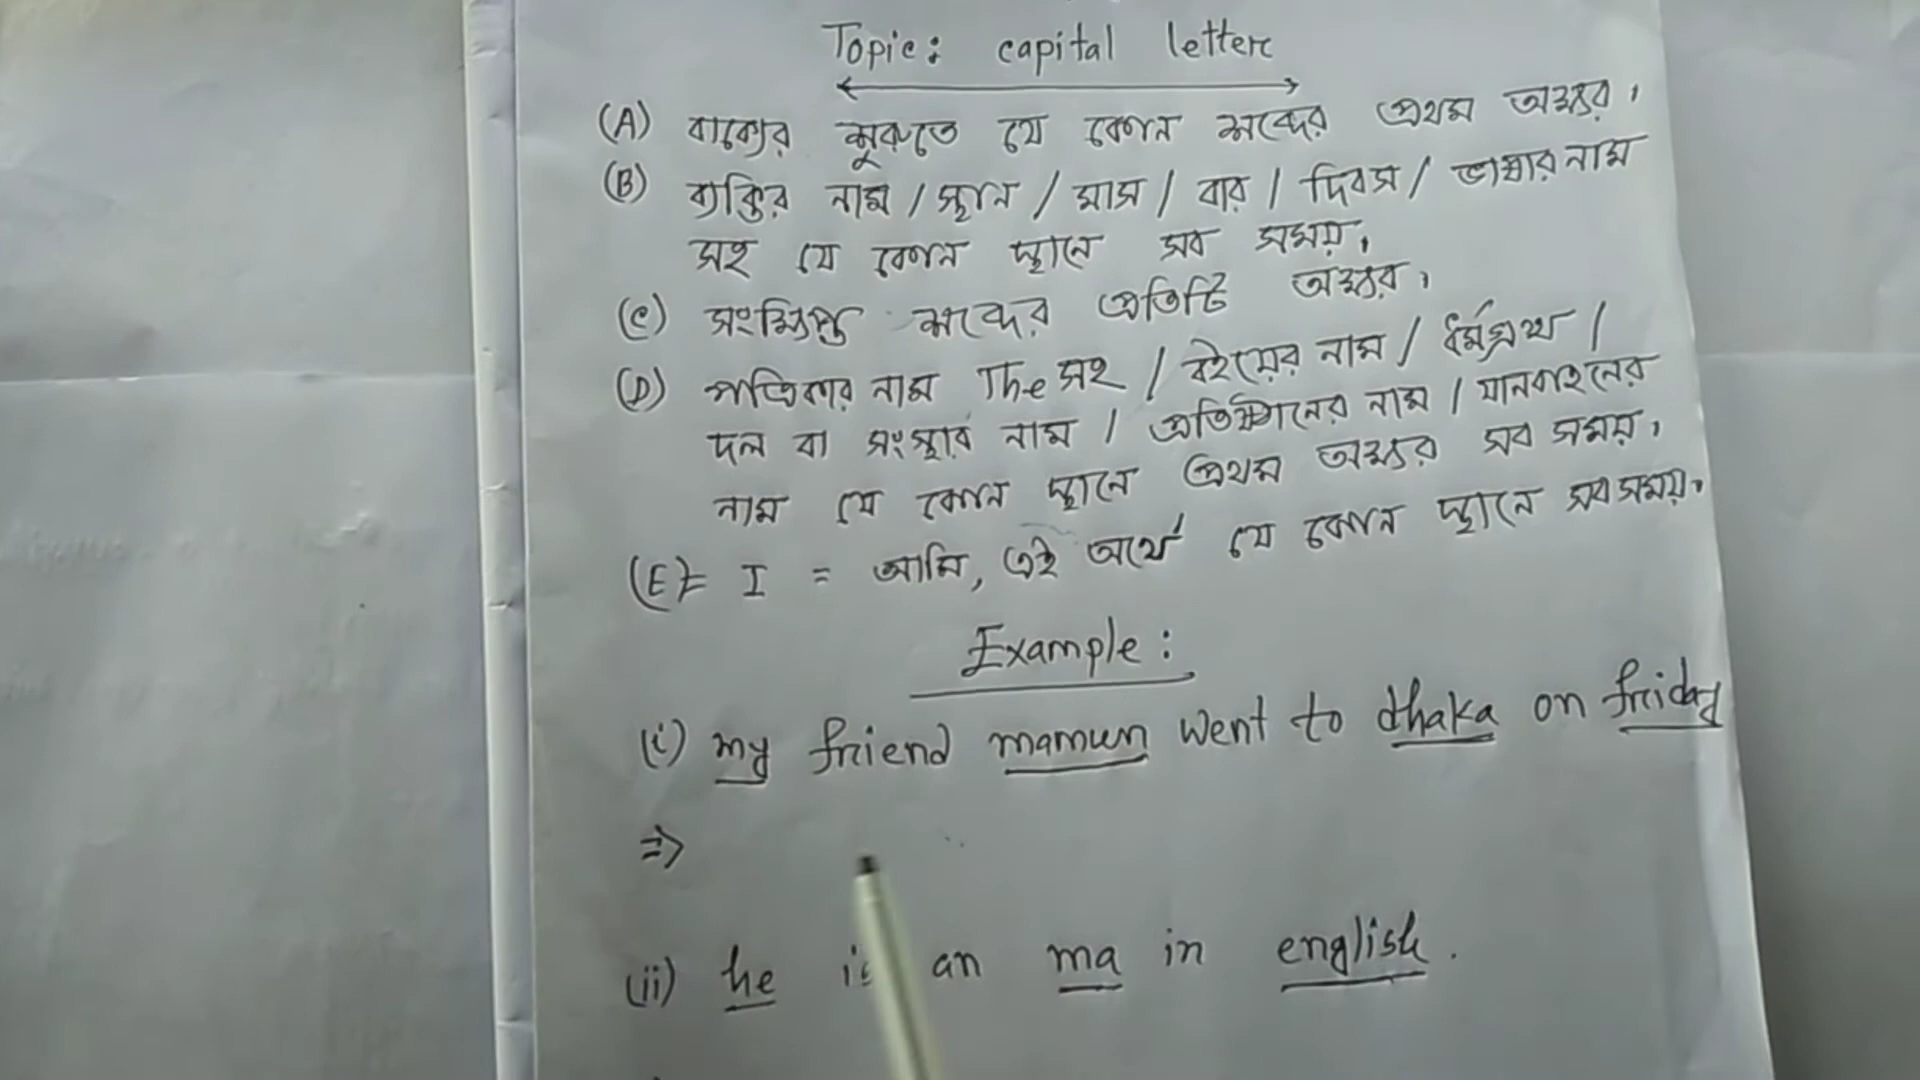 Topic: capital letter
(A) বাক্যের শুরুতে যে কোন শব্দের প্রথম অক্ষর।
(B) ব্যক্তির নাম / স্থান / মাস / বার / দিবস / ভাষার নাম
সহ যে কোন স্থানে সব সময়।
(C) সংক্ষিপ্ত শব্দের প্রতিটি অক্ষর।
(D) পত্রিকার নাম The সহ / বইয়ের নাম / ধর্মগ্রন্থ /
দল বা সংস্থার নাম / প্রতিষ্ঠানের নাম / যানবাহনের
নাম যে কোন স্থানে প্রথম অক্ষর সব সময়।
(E) = I = আমি, এই অর্থে যে কোন স্থানে সব সময়।
Example:
(i) my friend mamun went to dhaka on friday
⇒
(ii) he is an ma in english.